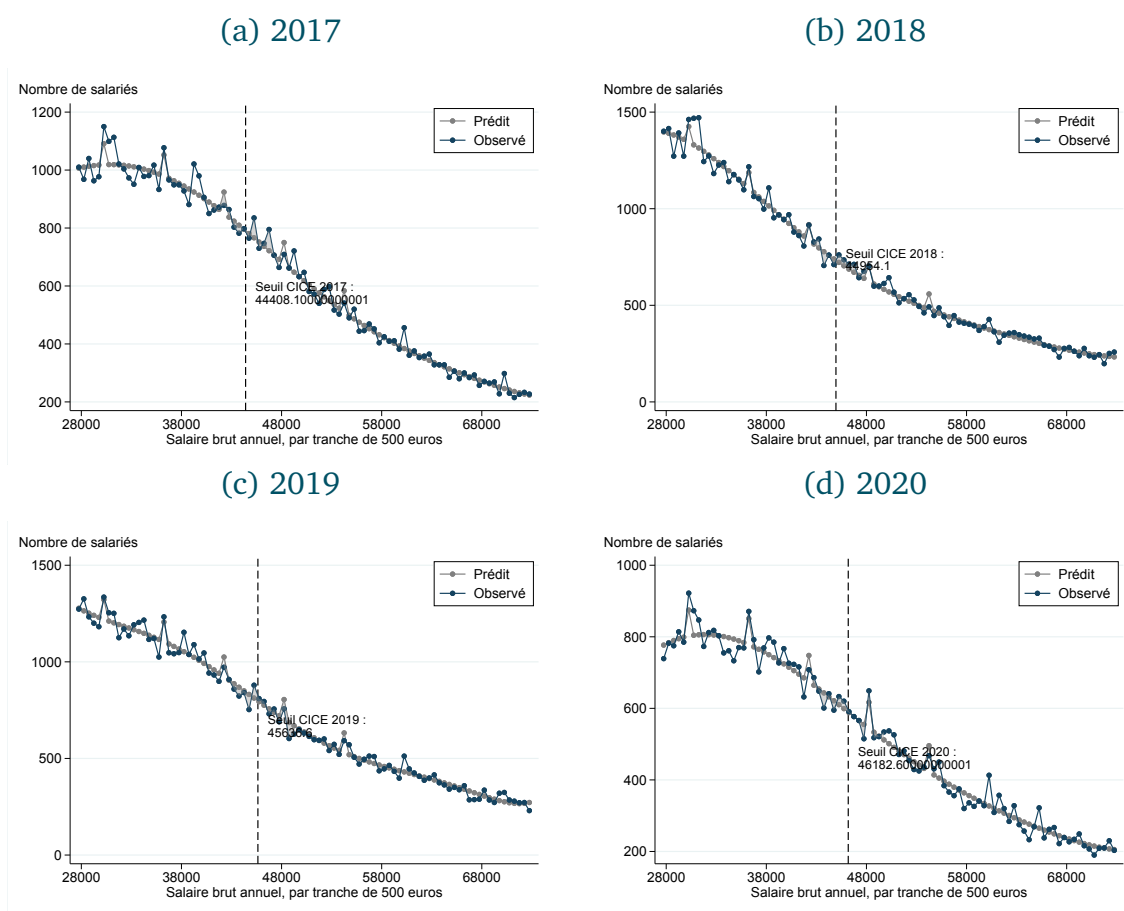 (a) 2017
Nombre de salariés
1200
1000
800
600
400
200
Prédit
Observé
Seuil CICE 2017 :
44408.10000000001
28000
38000
48000
58000
68000
Salaire brut annuel, par tranche de 500 euros
(b) 2018
1500
1000
500
0
Prédit
Observé
Seuil CICE 2018 :
44954.1
28000
38000
48000
58000
68000
Salaire brut annuel, par tranche de 500 euros
(c) 2019
Nombre de salariés
1500
1000
500
0
Prédit
Observé
Seuil CICE 2019 :
28000
38000
48000
58000
68000
Salaire brut annuel, par tranche de 500 euros
(d) 2020
Nombre de salariés
1000
800
600
400
200
Prédit
Observé
Seuil CICE 2020 :
46182.60000000001
28000
38000
48000
58000
68000
Salaire brut annuel, par tranche de 500 euros